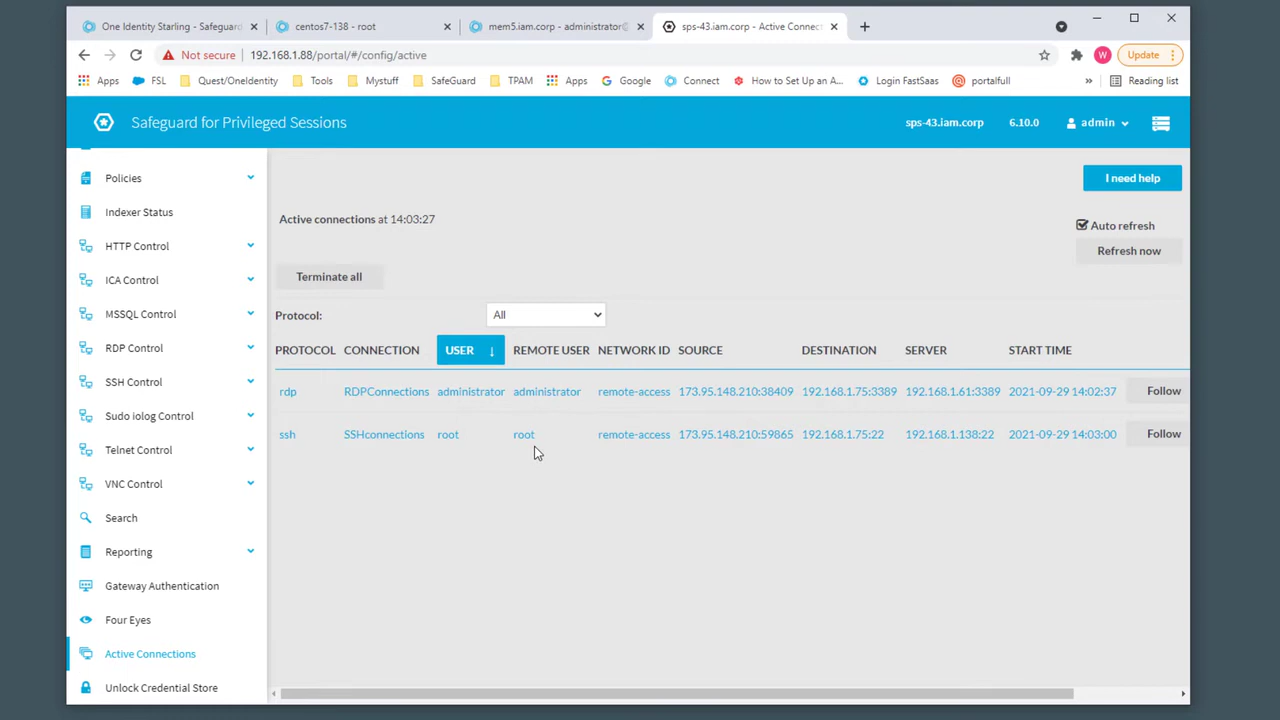 One Identity Starling - Safeguard
centos7-138 - root
mem5.iam.corp - administrator@
sps-43.iam.corp - Active Connect
Not secure 192.168.1.88/portal/#/config/active
Update
Apps FSL Quest/OneIdentity Tools Mystuff SafeGuard TPAM Apps Google Connect How to Set Up an A... Login FastSaas portalfull » Reading list
Safeguard for Privileged Sessions
sps-43.iam.corp 6.10.0 admin
Policies
Indexer Status
HTTP Control
ICA Control
MSSQL Control
RDP Control
SSH Control
Sudo iolog Control
Telnet Control
VNC Control
Search
Reporting
Gateway Authentication
Four Eyes
Active Connections
Unlock Credential Store
I need help
Active connections at 14:03:27
Auto refresh
Refresh now
Terminate all
Protocol: All
PROTOCOL CONNECTION USER ↓ REMOTE USER NETWORK ID SOURCE DESTINATION SERVER START TIME
rdp RDPConnections administrator administrator remote-access 173.95.148.210:38409 192.168.1.75:3389 192.168.1.61:3389 2021-09-29 14:02:37 Follow
ssh SSHconnections root root remote-access 173.95.148.210:59865 192.168.1.75:22 192.168.1.138:22 2021-09-29 14:03:00 Follow